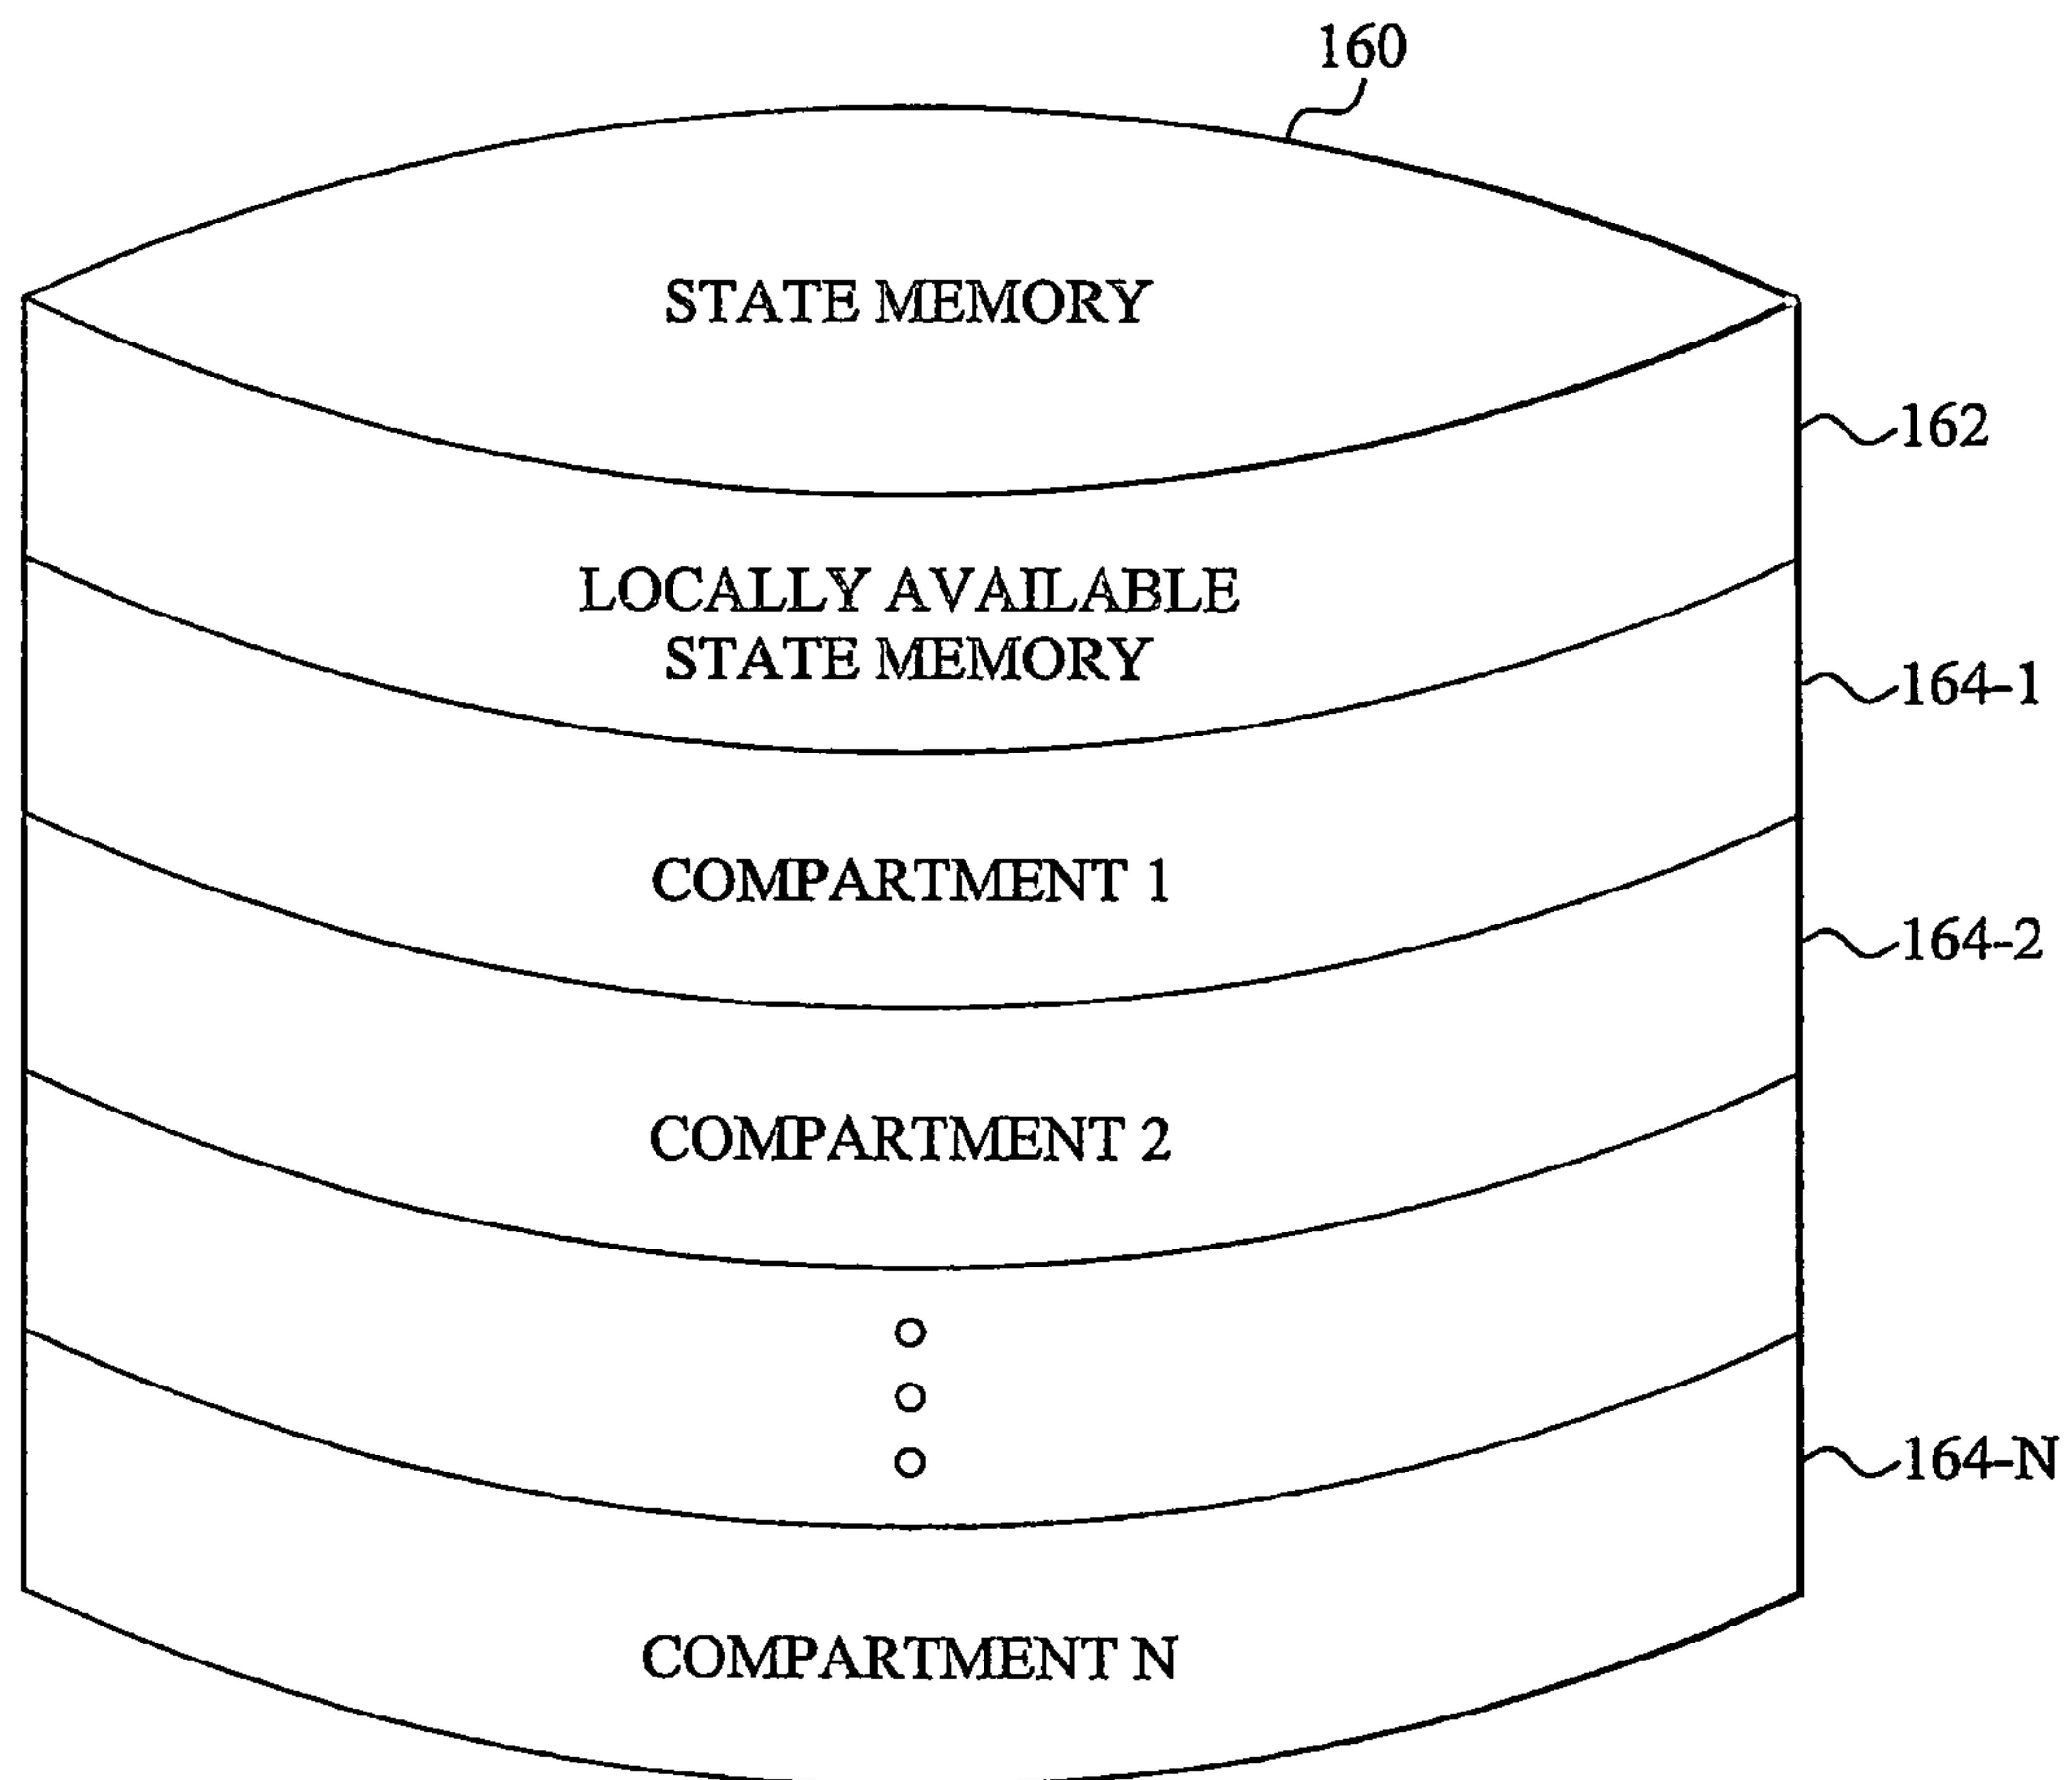 160
STATE MEMORY
162
LOCALLY AVAILABLE
STATE MEMORY
164-1
COMPARTMENT 1
164-2
COMPARTMENT 2
164-N
COMPARTMENT N